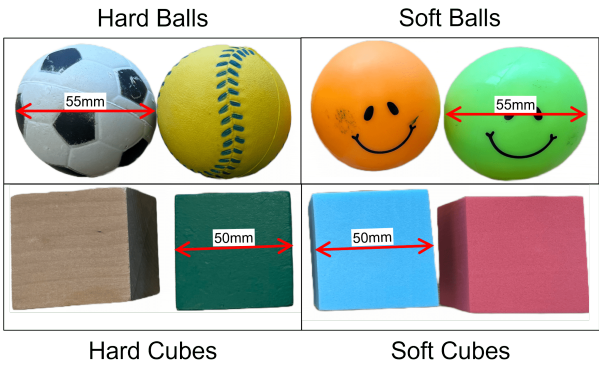 Hard Balls
Soft Balls
55mm
55mm
50mm
50mm
Hard Cubes
Soft Cubes